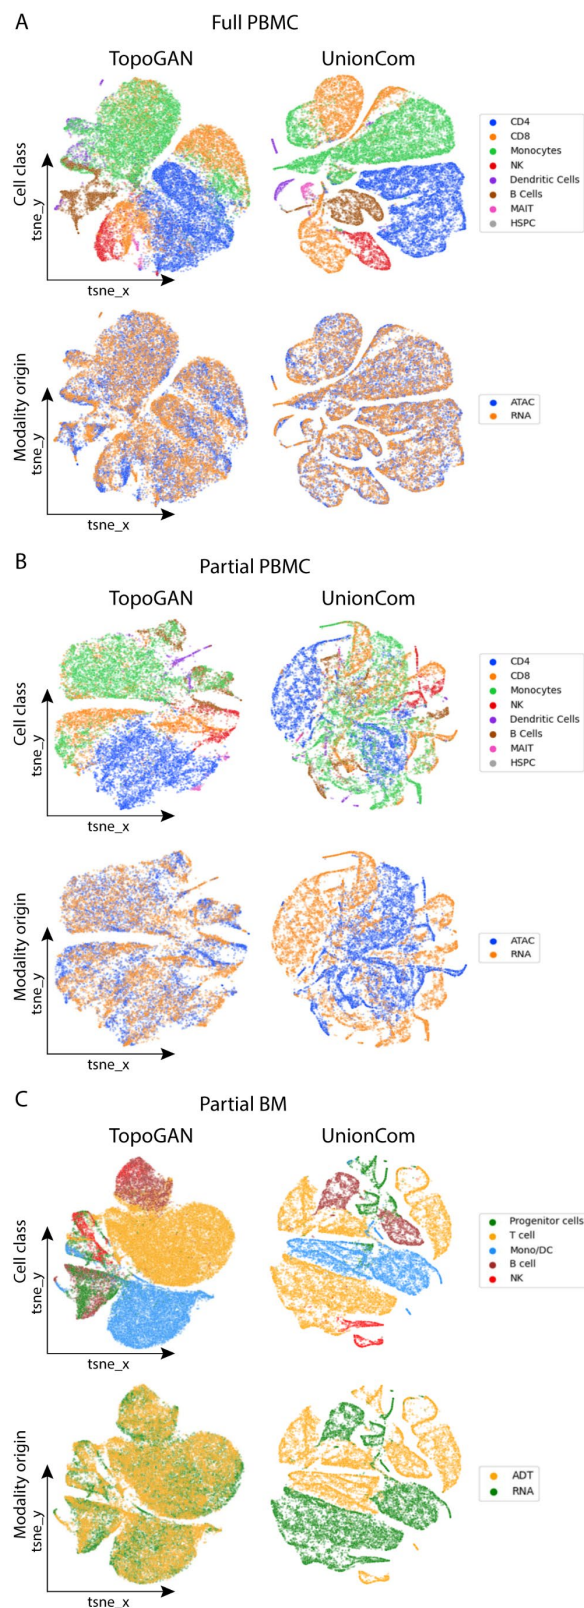 A
Full PBMC
TopoGAN
UnionCom
Cell class
tsne_y
tsne_x
CD4
CD8
Monocytes
NK
Dendritic Cells
B Cells
MAIT
HSPC
Modality origin
tsne_y
tsne_x
ATAC
RNA
B
Partial PBMC
TopoGAN
UnionCom
Cell class
tsne_y
tsne_x
CD4
CD8
Monocytes
NK
Dendritic Cells
B Cells
MAIT
HSPC
Modality origin
tsne_y
tsne_x
ATAC
RNA
C
Partial BM
TopoGAN
UnionCom
Cell class
tsne_y
tsne_x
Progenitor cells
T cell
Mono/DC
B cell
NK
Modality origin
tsne_y
tsne_x
ADT
RNA